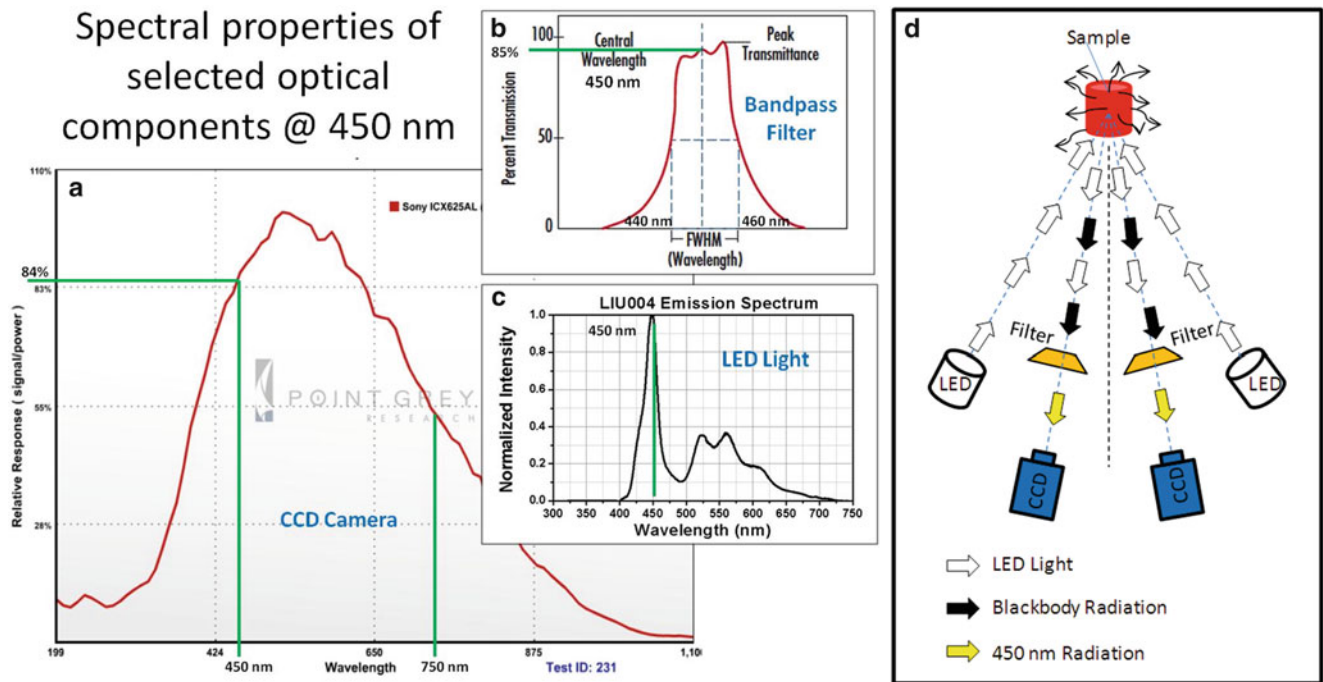 Spectral properties of
selected optical
components @ 450 nm
a
110%
84%
83%
55%
28%
Relative Response ( signal/power )
Sony ICX625AL (
POINT GREY
RESEARCH
CCD Camera
199
424
650
875
1,10
450 nm
Wavelength
750 nm
Test ID: 231
b
100
85%
50
0
Percent Transmission
Central
Wavelength
450 nm
Peak
Transmittance
Bandpass
Filter
440 nm
460 nm
FWHM
(Wavelength)
c
LIU004 Emission Spectrum
450 nm
LED Light
Normalized Intensity
1.0
0.8
0.6
0.4
0.2
0.0
300 350 400 450 500 550 600 650 700 750
Wavelength (nm)
d
Sample
Filter
Filter
LED
LED
CCD
CCD
LED Light
Blackbody Radiation
450 nm Radiation